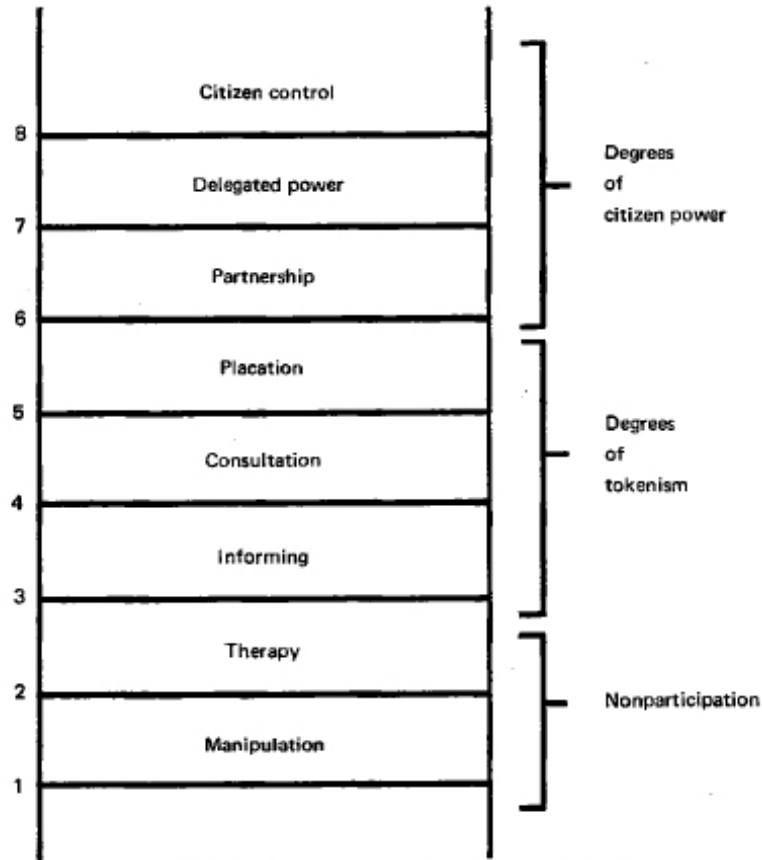 Citizen control
8
Delegated power
7
Partnership
6
Placation
5
Consultation
4
Informing
3
Therapy
2
Manipulation
1
Degrees
of
citizen power
Degrees
of
tokenism
Nonparticipation